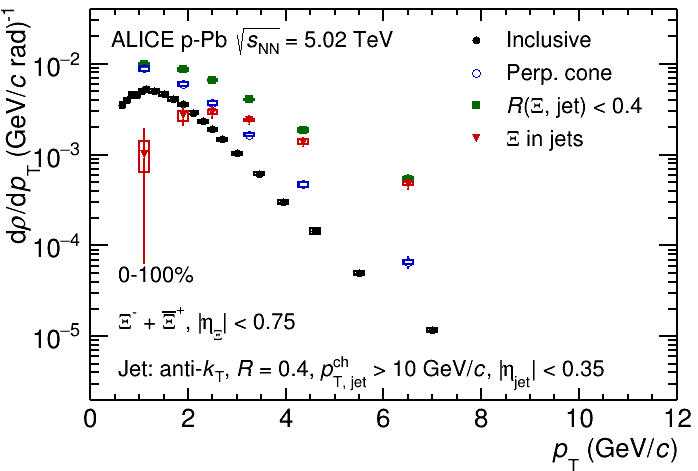 ALICE p-Pb √sNN = 5.02 TeV
Inclusive
Perp. cone
R(Ξ, jet) < 0.4
Ξ in jets
dρ/dpT (GeV/c rad)-1
10−2
10−3
10−4
10−5
0-100%
Ξ- + Ξ̅+, |ηΞ| < 0.75
Jet: anti-kT, R = 0.4, pchT, jet > 10 GeV/c, |ηjet| < 0.35
0 2 4 6 8 10 12
pT (GeV/c)